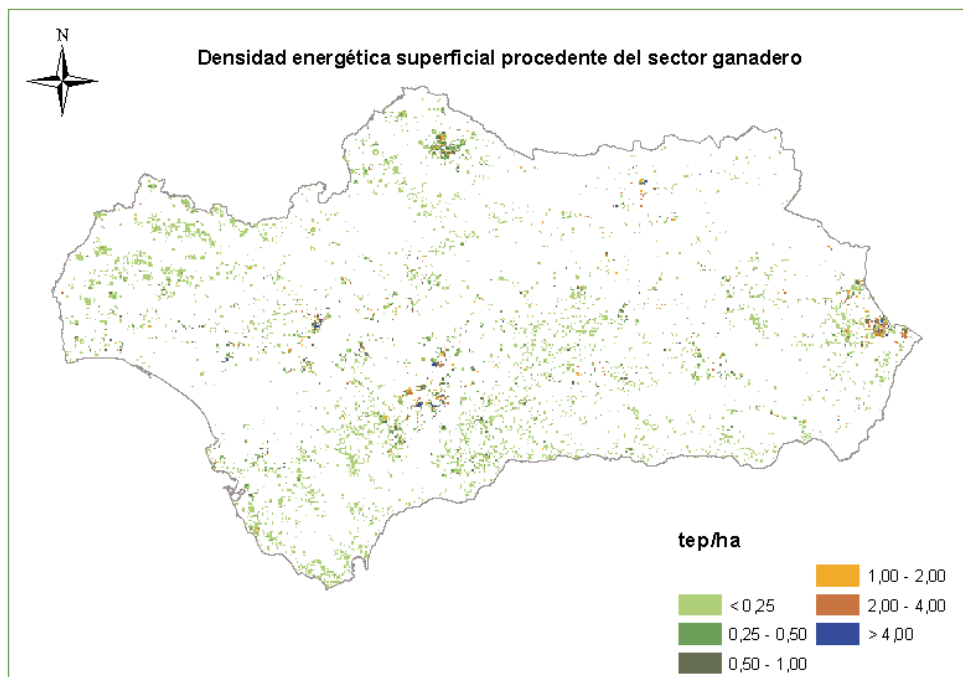 N
Densidad energética superficial procedente del sector ganadero
tep/ha
< 0,25
0,25 - 0,50
0,50 - 1,00
1,00 - 2,00
2,00 - 4,00
> 4,00